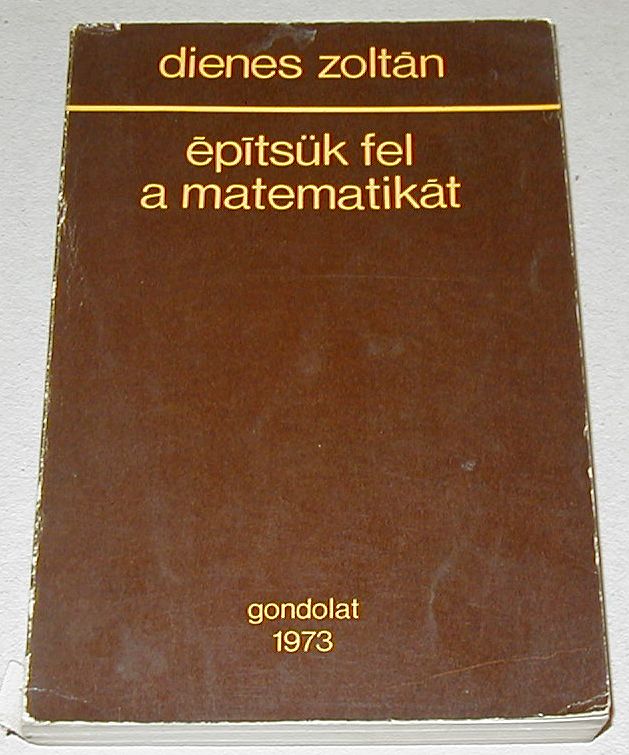 dienes zoltán
építsük fel
a matematikát
gondolat
1973